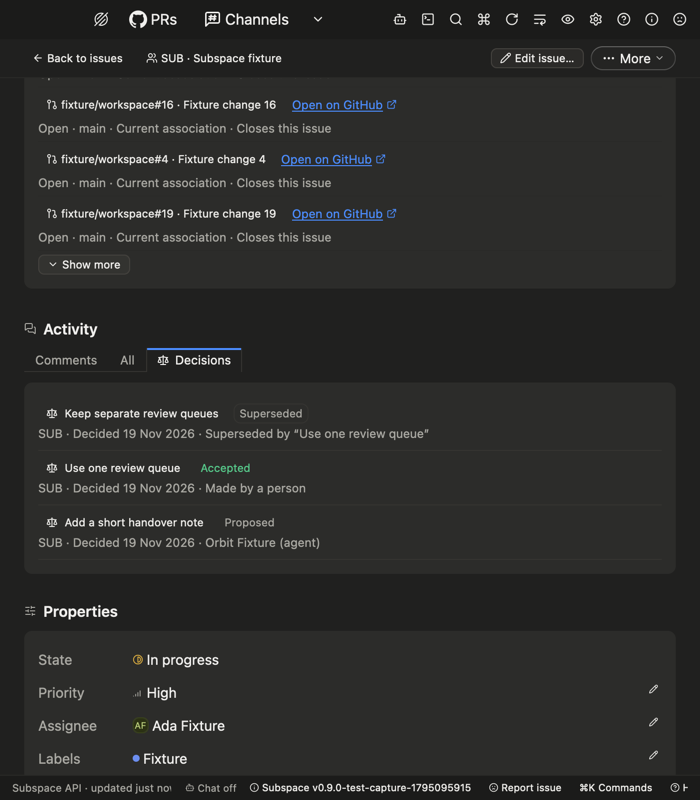 PRs
Channels
Back to issues
SUB · Subspace fixture
Edit issue...
More
fixture/workspace#16 · Fixture change 16 Open on GitHub
Open · main · Current association · Closes this issue
fixture/workspace#4 · Fixture change 4 Open on GitHub
Open · main · Current association · Closes this issue
fixture/workspace#19 · Fixture change 19 Open on GitHub
Open · main · Current association · Closes this issue
Show more
Activity
Comments All Decisions
Keep separate review queues Superseded
SUB · Decided 19 Nov 2026 · Superseded by “Use one review queue”
Use one review queue Accepted
SUB · Decided 19 Nov 2026 · Made by a person
Add a short handover note Proposed
SUB · Decided 19 Nov 2026 · Orbit Fixture (agent)
Properties
State In progress
Priority High
Assignee AF Ada Fixture
Labels Fixture
Subspace API · updated just now Chat off Subspace v0.9.0-test-capture-1795095915 Report issue ⌘K Commands